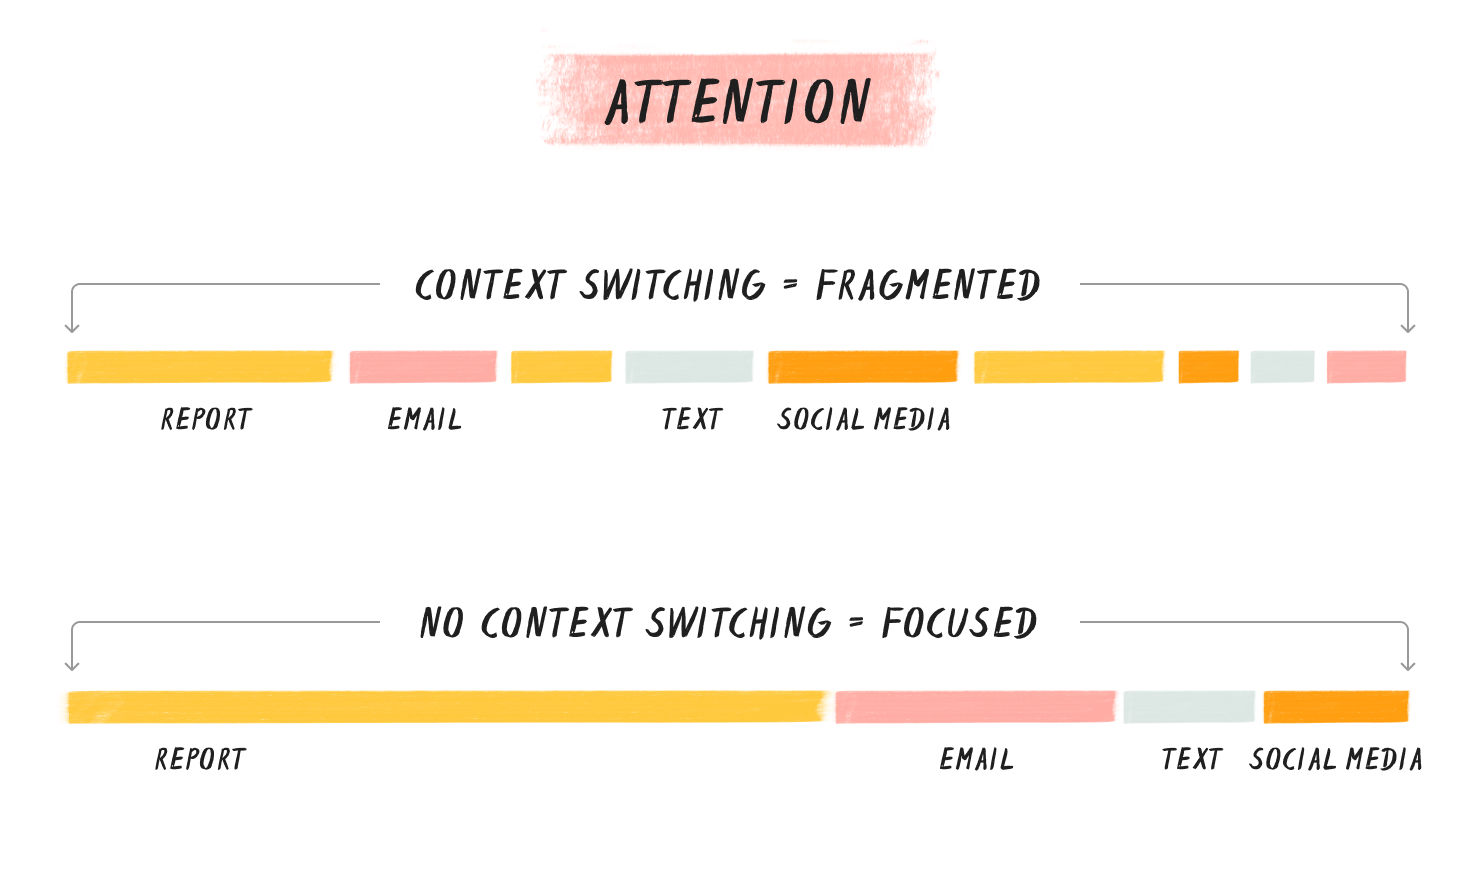 ATTENTION
CONTEXT SWITCHING = FRAGMENTED
REPORT EMAIL TEXT SOCIAL MEDIA
NO CONTEXT SWITCHING = FOCUSED
REPORT EMAIL TEXT SOCIAL MEDIA